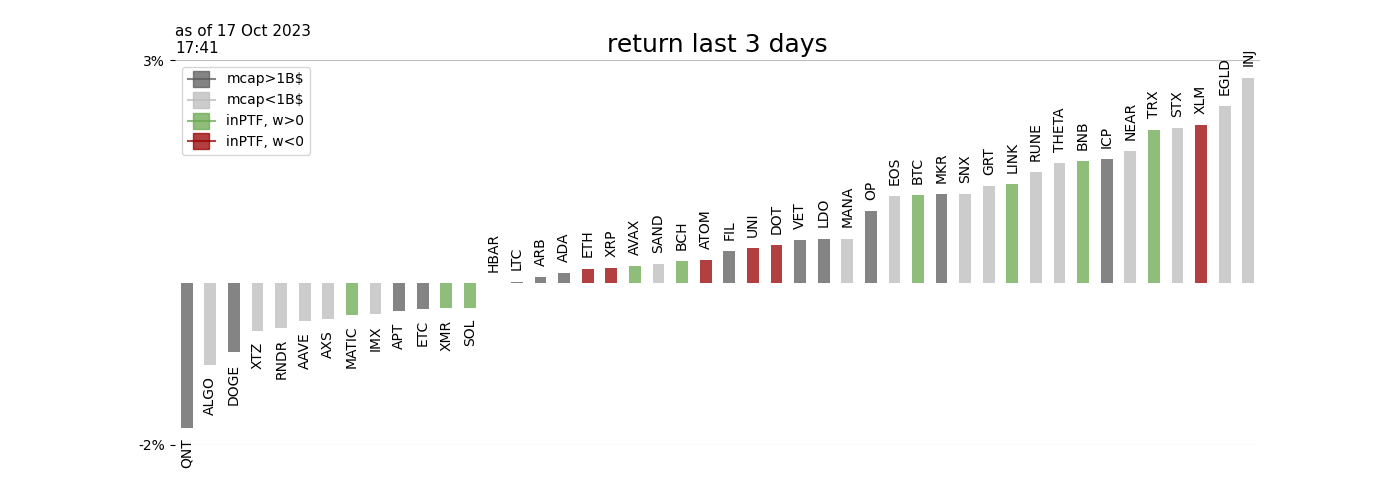 as of 17 Oct 2023
17:41
return last 3 days
3%
mcap>1B$
mcap<1B$
inPTF, w>0
inPTF, w<0
-2%
QNT
ALGO
DOGE
XTZ
RNDR
AAVE
AXS
MATIC
IMX
APT
ETC
XMR
SOL
HBAR
LTC
ARB
ADA
ETH
XRP
AVAX
SAND
BCH
ATOM
FIL
UNI
DOT
VET
LDO
MANA
OP
EOS
BTC
MKR
SNX
GRT
LINK
RUNE
THETA
BNB
ICP
NEAR
TRX
STX
XLM
EGLD
INJ